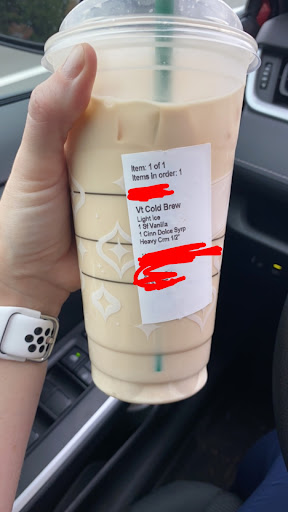 Item: 1 of 1
Items in order: 1
Vt Cold Brew
Light Ice
1 Sf Vanilla
1 Cinn Dolce Syrp
Heavy Crm 1/2"